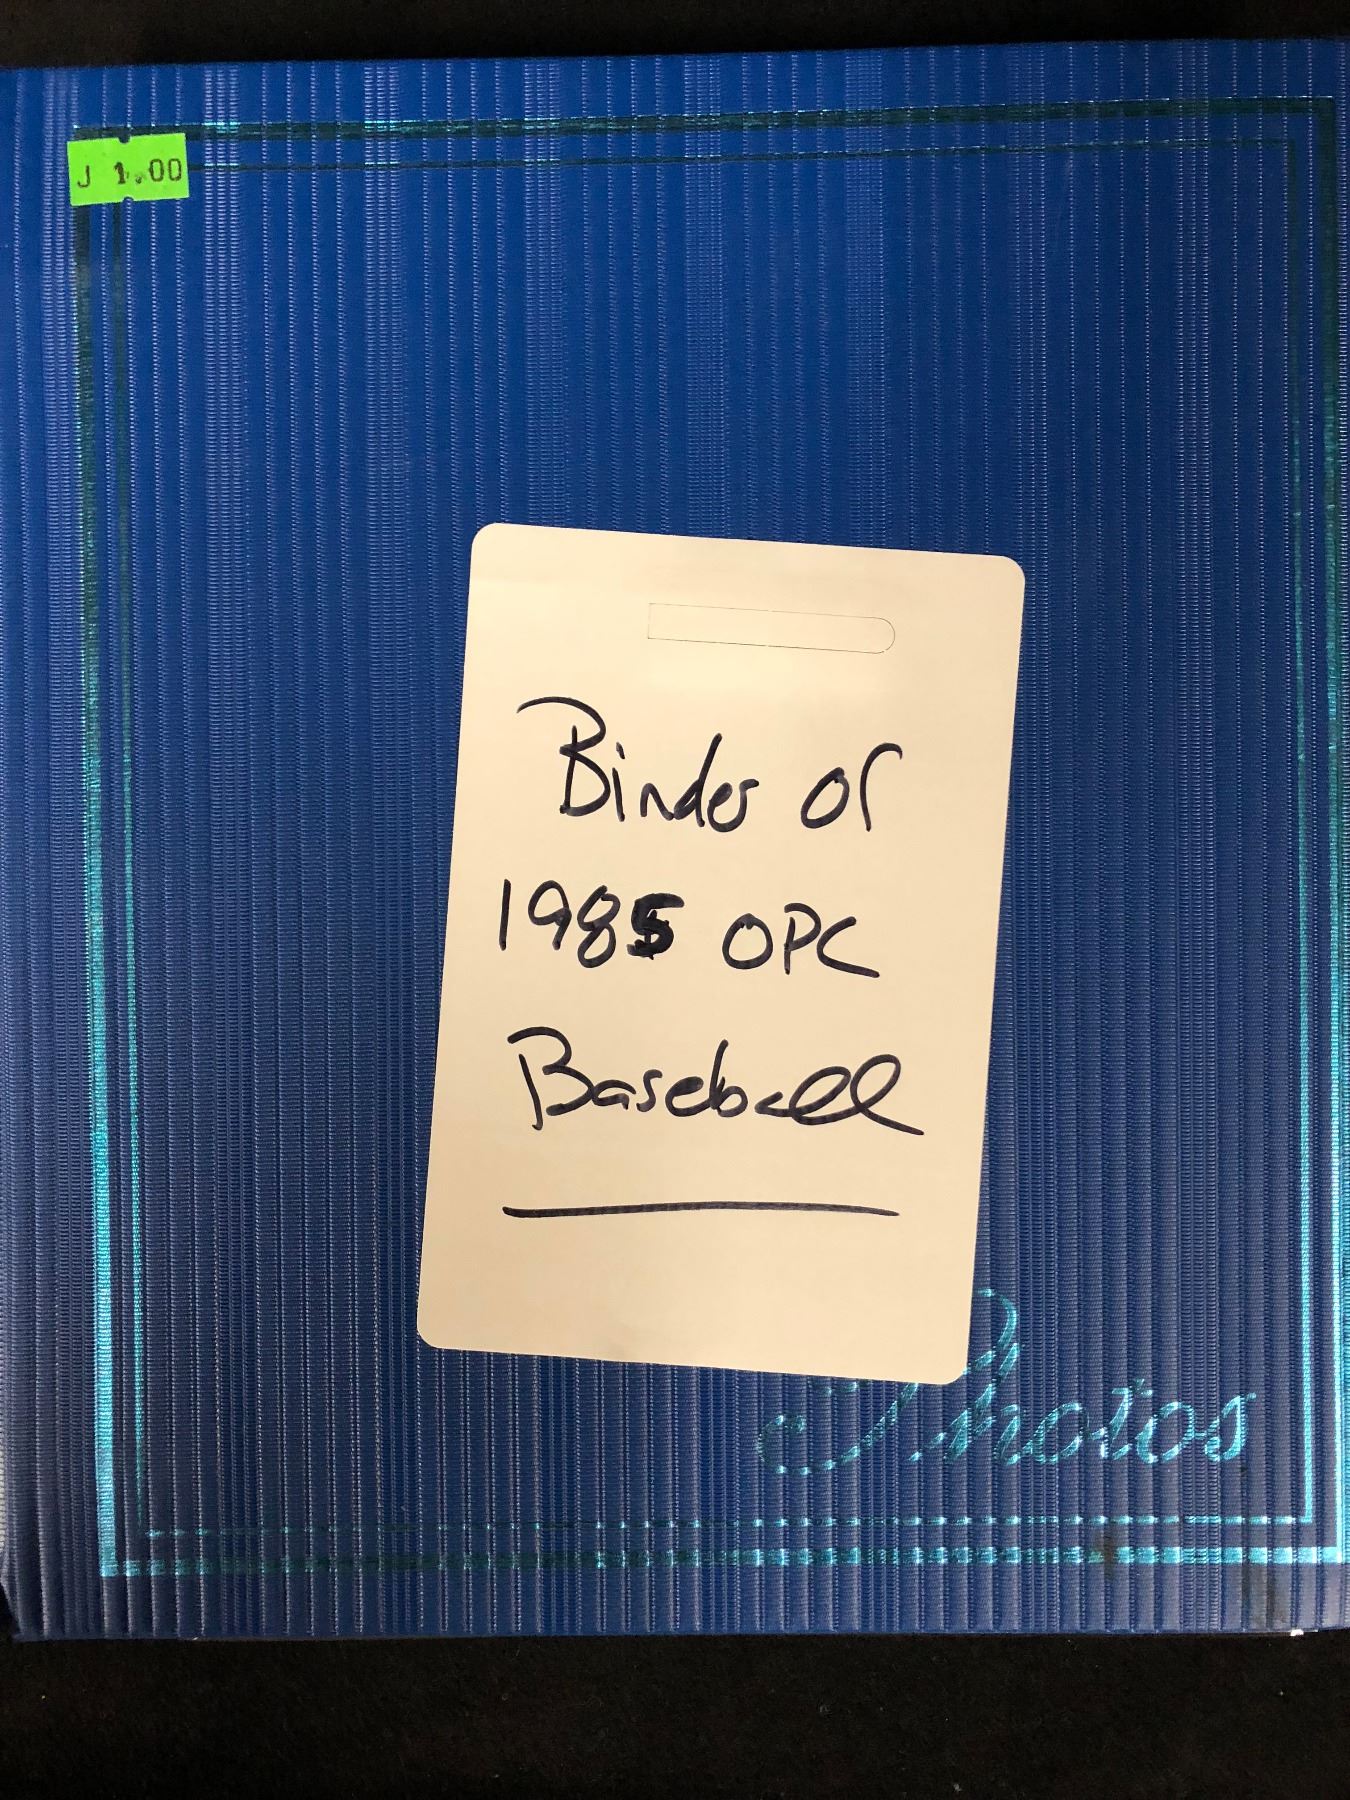 J 1.00
Binder of
1985 OPC
Baseball
Photos